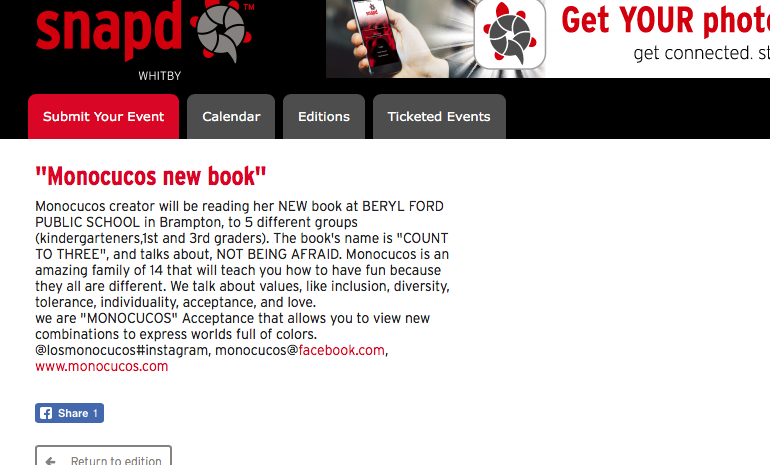 snapd™
WHITBY
snapd
Get YOUR phot
get connected. st
Submit Your Event
Calendar
Editions
Ticketed Events
"Monocucos new book"
Monocucos creator will be reading her NEW book at BERYL FORD
PUBLIC SCHOOL in Brampton, to 5 different groups
(kindergarteners,1st and 3rd graders). The book's name is "COUNT
TO THREE", and talks about, NOT BEING AFRAID. Monocucos is an
amazing family of 14 that will teach you how to have fun because
they all are different. We talk about values, like inclusion, diversity,
tolerance, individuality, acceptance, and love.
we are "MONOCUCOS" Acceptance that allows you to view new
combinations to express worlds full of colors.
@losmonocucos#instagram, monocucos@facebook.com,
www.monocucos.com
Share 1
Return to edition